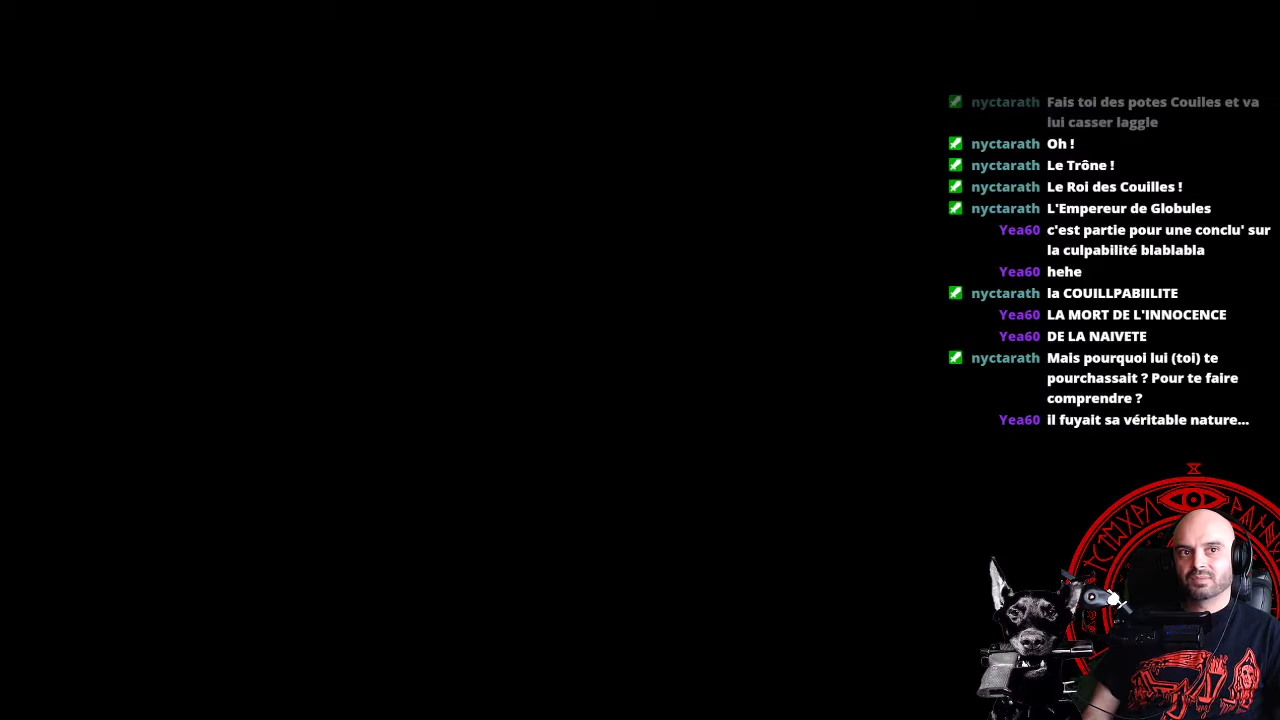 nyctarath Fais toi des potes Couiles et va
lui casser laggle
nyctarath Oh !
nyctarath Le Trône !
nyctarath Le Roi des Couilles !
nyctarath L'Empereur de Globules
Yea60 c'est partie pour une conclu' sur
la culpabilité blablabla
Yea60 hehe
nyctarath la COUILLPABIILITE
Yea60 LA MORT DE L'INNOCENCE
Yea60 DE LA NAIVETE
nyctarath Mais pourquoi lui (toi) te
pourchassait ? Pour te faire
comprendre ?
Yea60 il fuyait sa véritable nature...